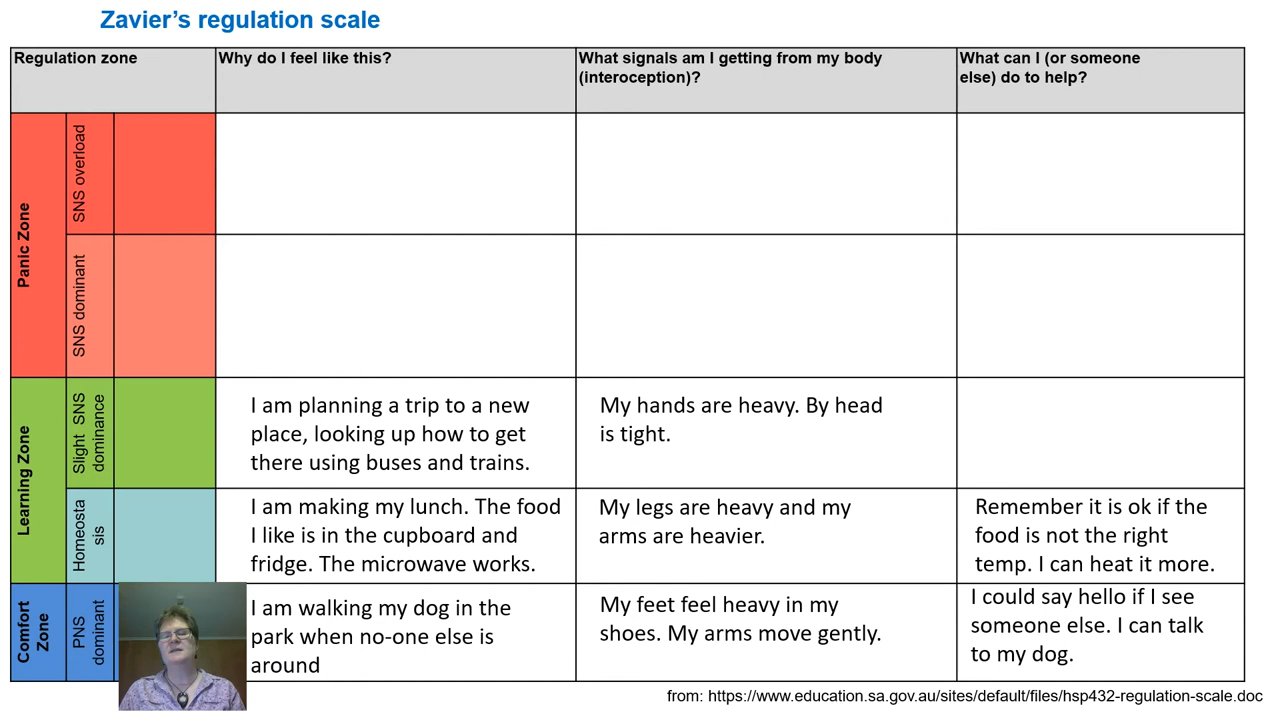 Zavier's regulation scale
Regulation zone
Why do I feel like this?
What signals am I getting from my body
(interoception)?
What can I (or someone
else) do to help?
Panic Zone
SNS overload
SNS dominant
Learning Zone
Slight SNS
dominance
I am planning a trip to a new
place, looking up how to get
there using buses and trains.
My hands are heavy. By head
is tight.
Homeosta
sis
I am making my lunch. The food
I like is in the cupboard and
fridge. The microwave works.
My legs are heavy and my
arms are heavier.
Remember it is ok if the
food is not the right
temp. I can heat it more.
Comfort
Zone
PNS
dominant
I am walking my dog in the
park when no-one else is
around
My feet feel heavy in my
shoes. My arms move gently.
I could say hello if I see
someone else. I can talk
to my dog.
from: https://www.education.sa.gov.au/sites/default/files/hsp432-regulation-scale.doc